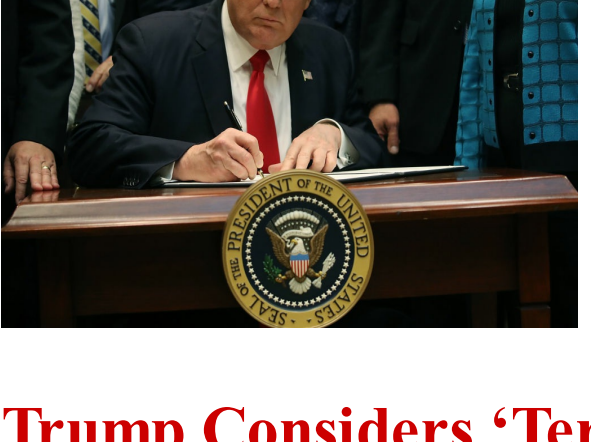 SEAL OF THE PRESIDENT OF THE UNITED STATES
Trump Considers ‘Ter